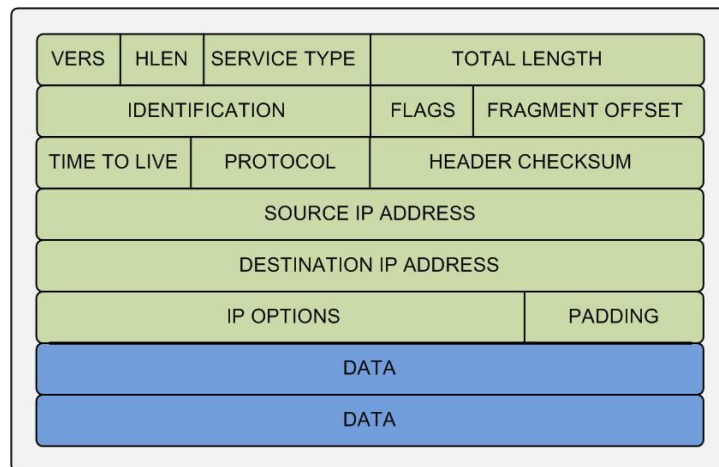 VERS HLEN SERVICE TYPE TOTAL LENGTH
IDENTIFICATION FLAGS FRAGMENT OFFSET
TIME TO LIVE PROTOCOL HEADER CHECKSUM
SOURCE IP ADDRESS
DESTINATION IP ADDRESS
IP OPTIONS PADDING
DATA
DATA